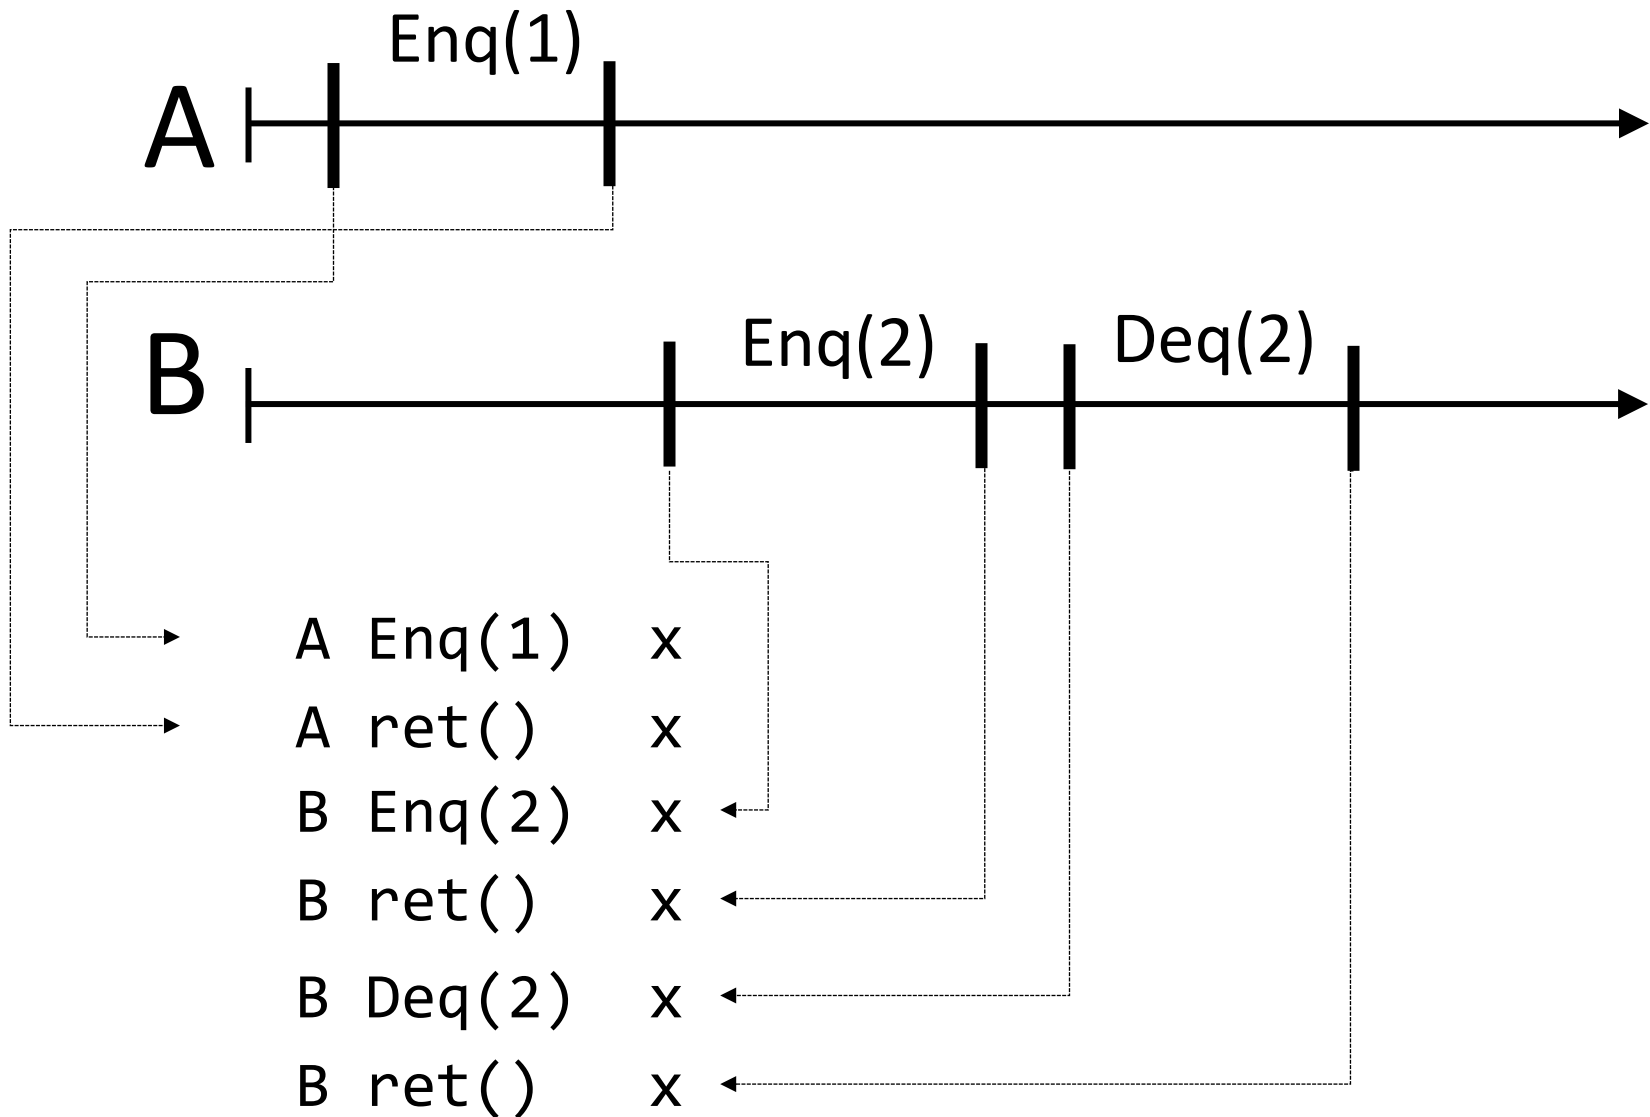 Enq(1)
A
Enq(2)
Deq(2)
B
A Enq(1) x
A ret() x
B Enq(2) x
B ret() x
B Deq(2) x
B ret() x